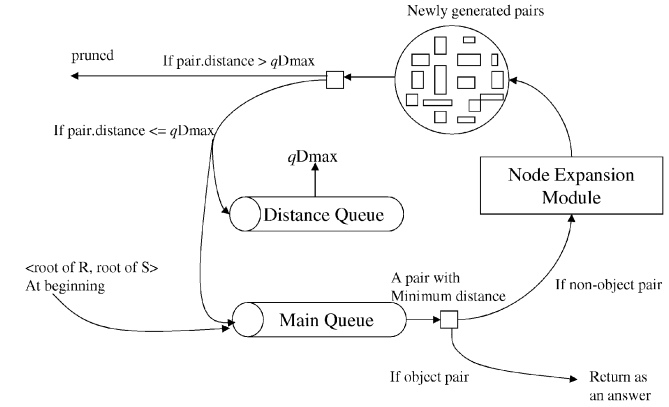 Newly generated pairs
pruned
If pair.distance > qDmax
If pair.distance <= qDmax
qDmax
Node Expansion
Module
Distance Queue
<root of R, root of S>
At beginning
A pair with
Minimum distance
If non-object pair
Main Queue
If object pair
Return as
an answer